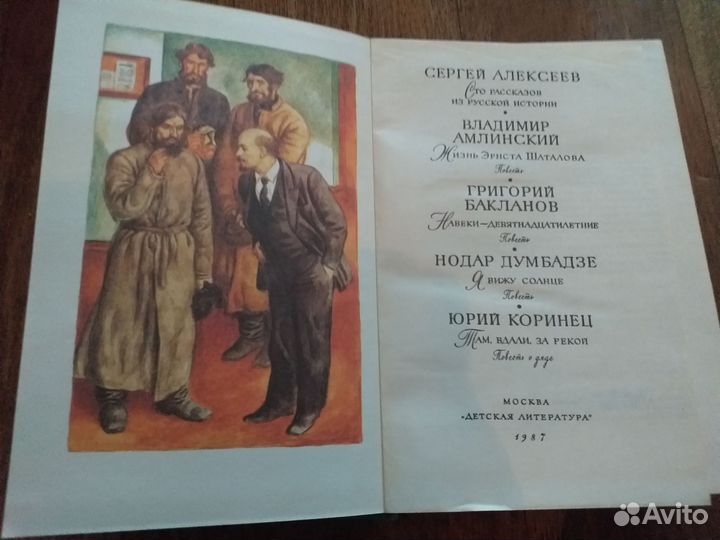 СЕРГЕЙ АЛЕКСЕЕВ
Сто рассказов
из русской истории
ВЛАДИМИР
АМЛИНСКИЙ
Жизнь Эрнста Шаталова
Повесть
ГРИГОРИЙ
БАКЛАНОВ
Навеки—девятнадцатилетние
Повесть
НОДАР ДУМБАДЗЕ
Я вижу солнце
Повесть
ЮРИЙ КОРИНЕЦ
Там, вдали, за рекой
Повесть о дяде
МОСКВА
"ДЕТСКАЯ ЛИТЕРАТУРА"
1987
Avito